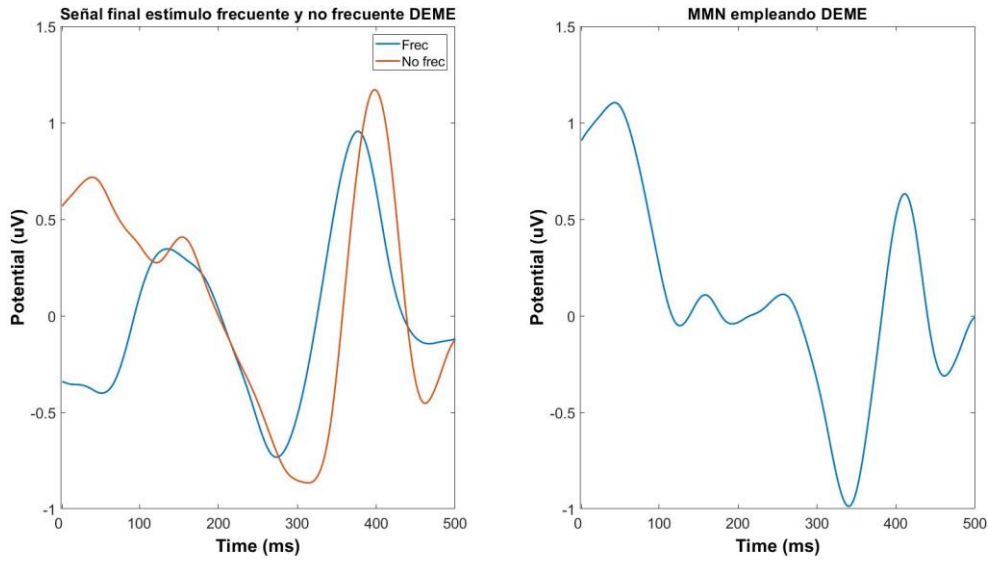 Señal final estímulo frecuente y no frecuente DEME
Frec
No frec
1.5
1
0.5
0
-0.5
-1
Potential (uV)
0 100 200 300 400 500
Time (ms)
MMN empleando DEME
1.5
1
0.5
0
-0.5
-1
Potential (uV)
0 100 200 300 400 500
Time (ms)